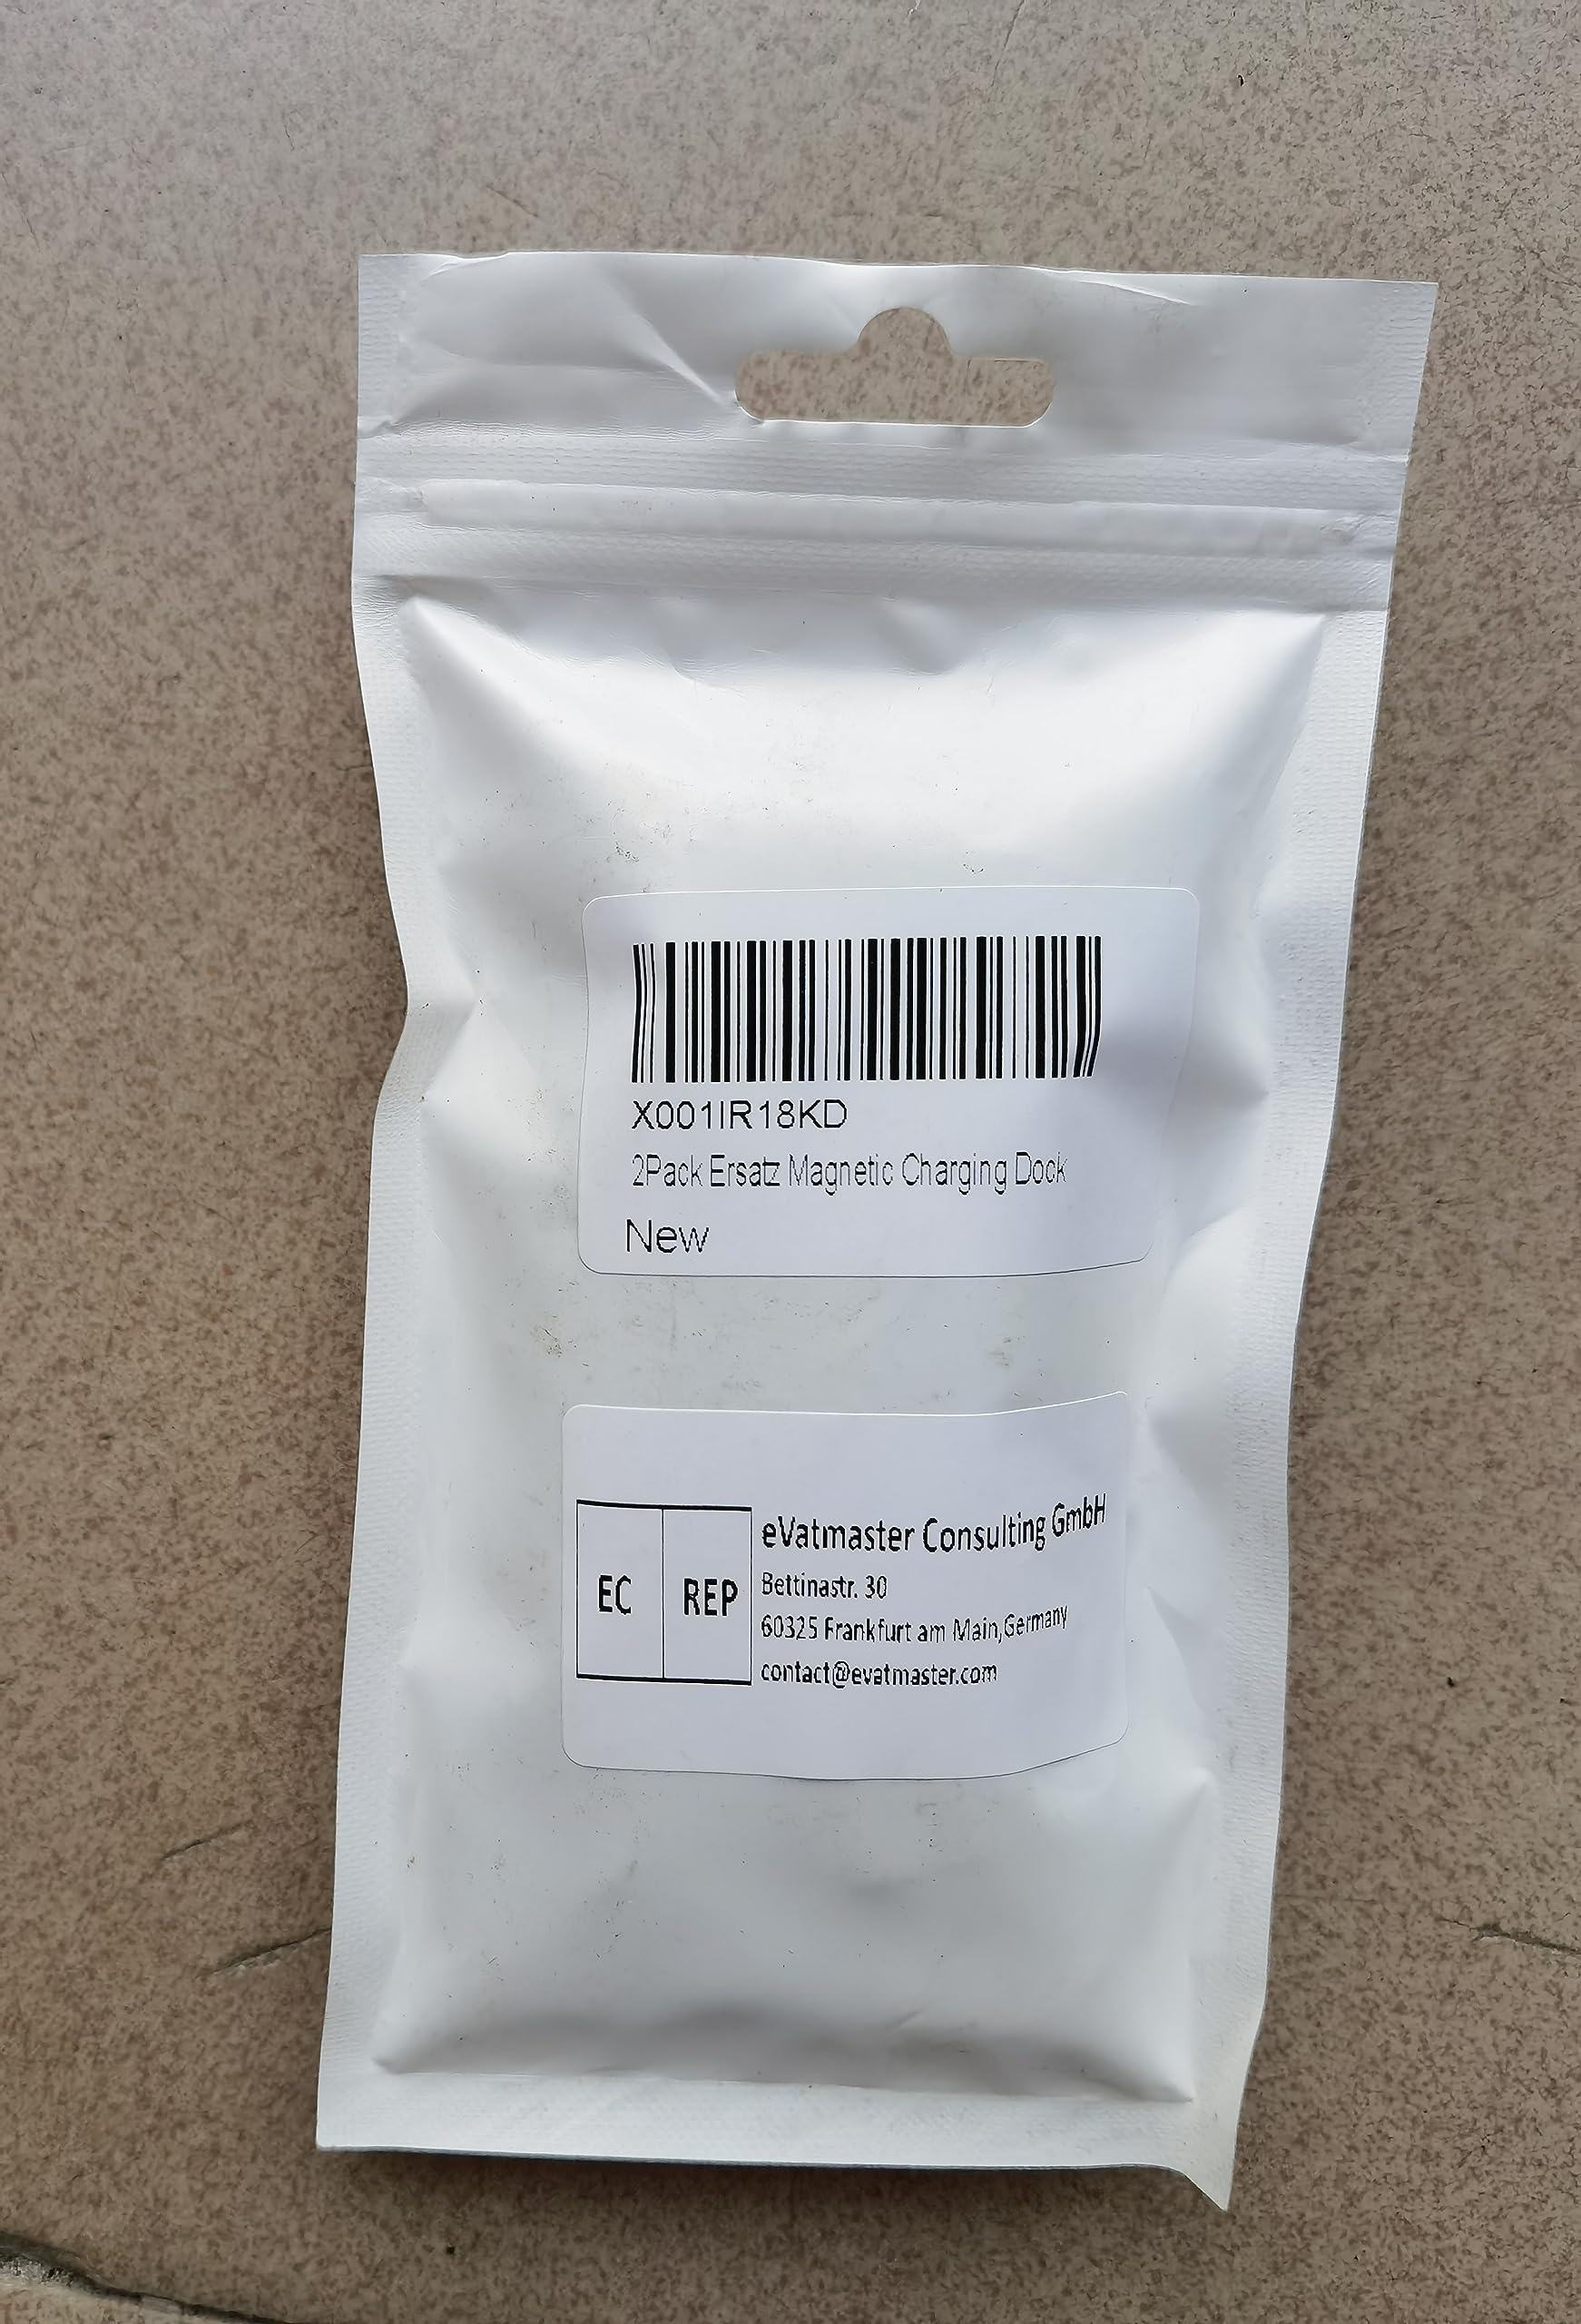 X001IR18KD
2Pack Ersatz Magnetic Charging Dock
New
EC REP
eVatmaster Consulting GmbH
Bettinastr. 30
60325 Frankfurt am Main,Germany
contact@evatmaster.com